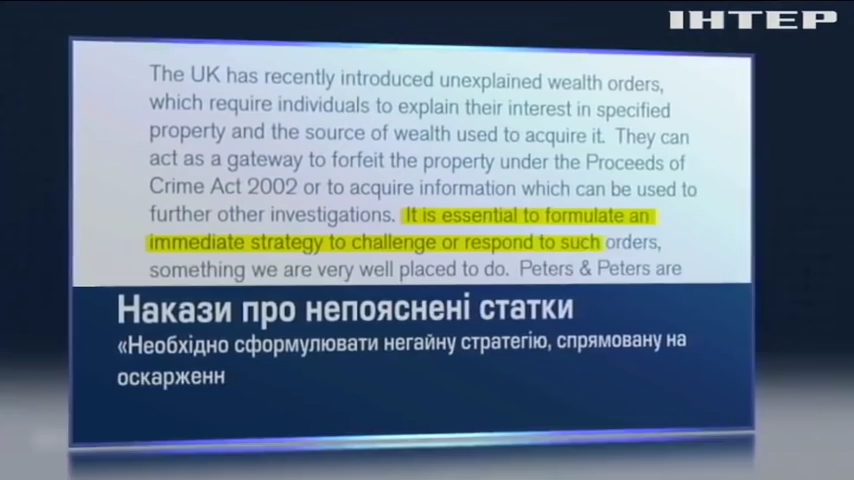 ІНТЕР
The UK has recently introduced unexplained wealth orders,
which require individuals to explain their interest in specified
property and the source of wealth used to acquire it. They can
act as a gateway to forfeit the property under the Proceeds of
Crime Act 2002 or to acquire information which can be used to
further other investigations. It is essential to formulate an
immediate strategy to challenge or respond to such orders,
something we are very well placed to do. Peters & Peters are
Накази про непояснені статки
«Необхідно сформулювати негайну стратегію, спрямовану на
оскарженн